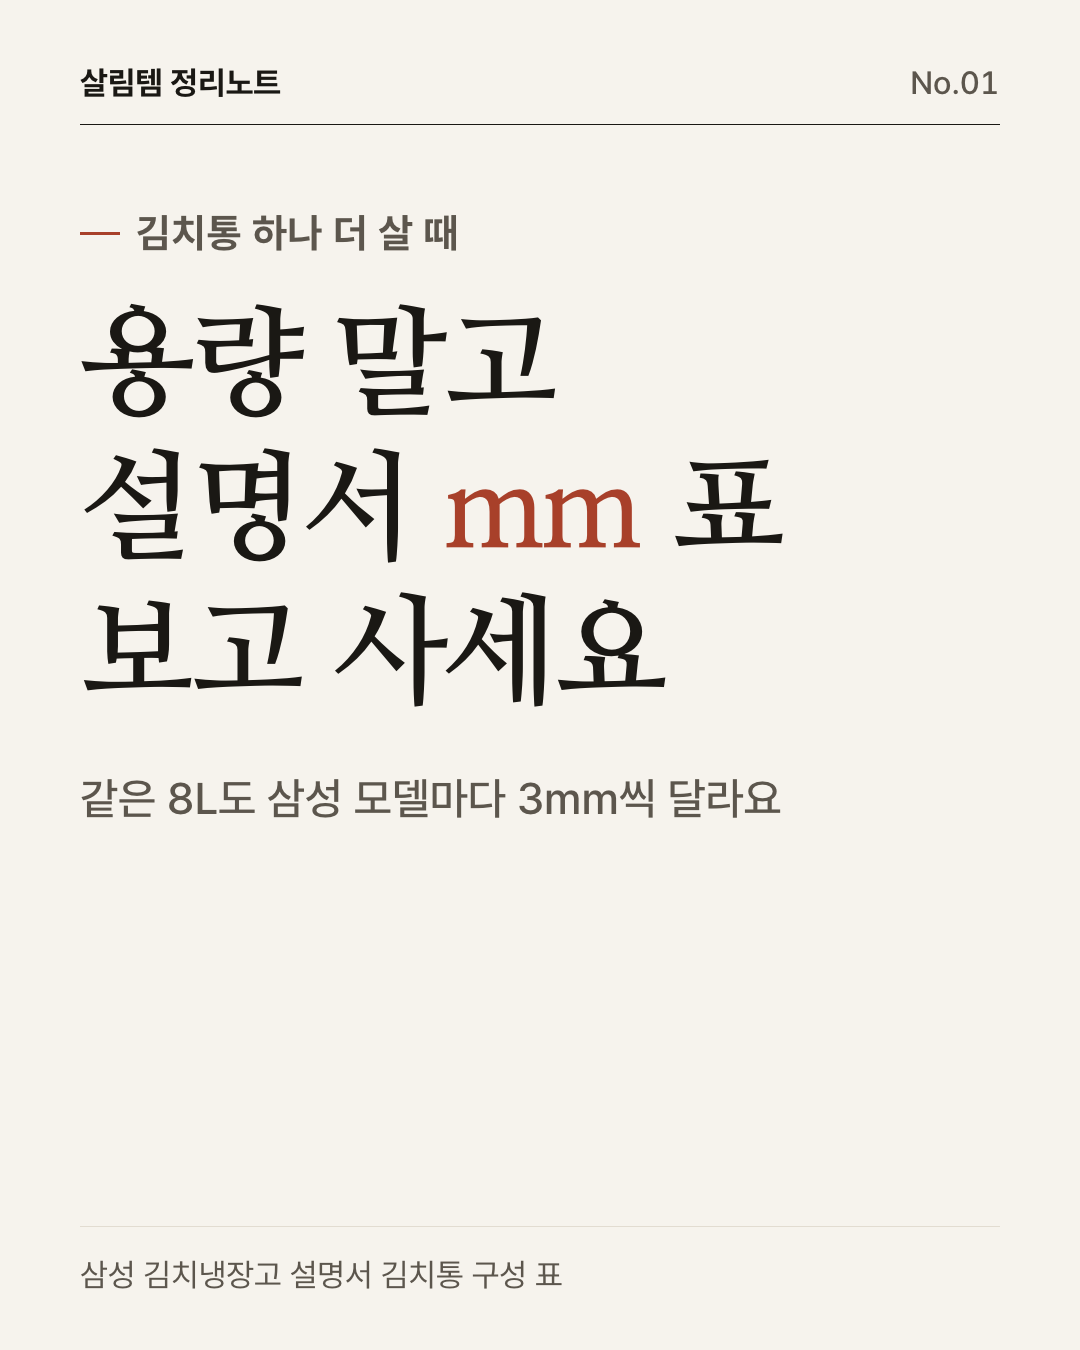 살림템 정리노트
No.01
김치통 하나 더 살 때
용량 말고
설명서 mm 표
보고 사세요
같은 8L도 삼성 모델마다 3mm씩 달라요
삼성 김치냉장고 설명서 김치통 구성 표